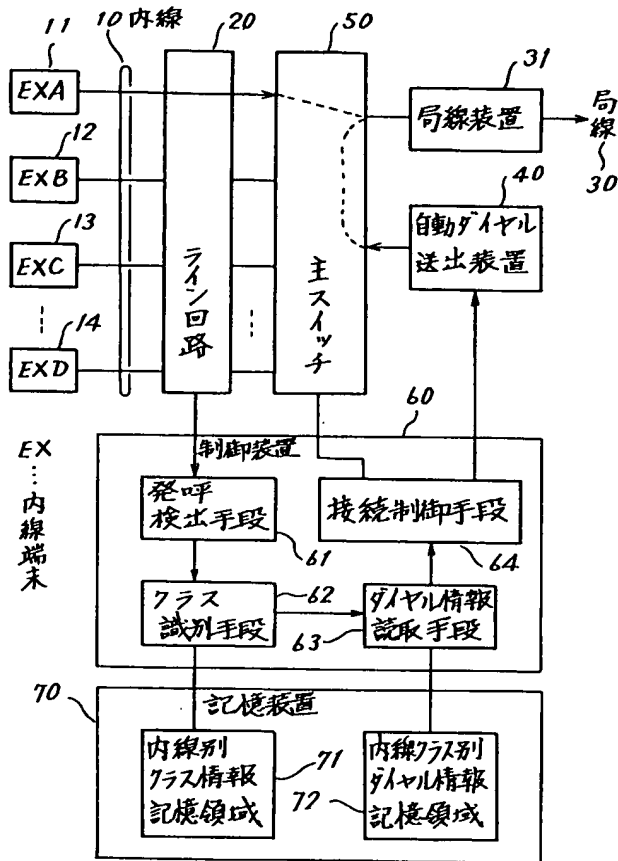 11
10 内線
20
50
EXA
31
局線装置
局線
30
12
EXB
40
自動ダイヤル
送出装置
13
EXC
ライン回路
主スイッチ
14
EXD
60
制御装置
EX…内線端末
発呼
検出手段
61
接続制御手段
64
クラス
識別手段
62
ダイヤル情報
読取手段
63
70
記憶装置
内線別
クラス情報
記憶領域
71
内線クラス別
ダイヤル情報
記憶領域
72